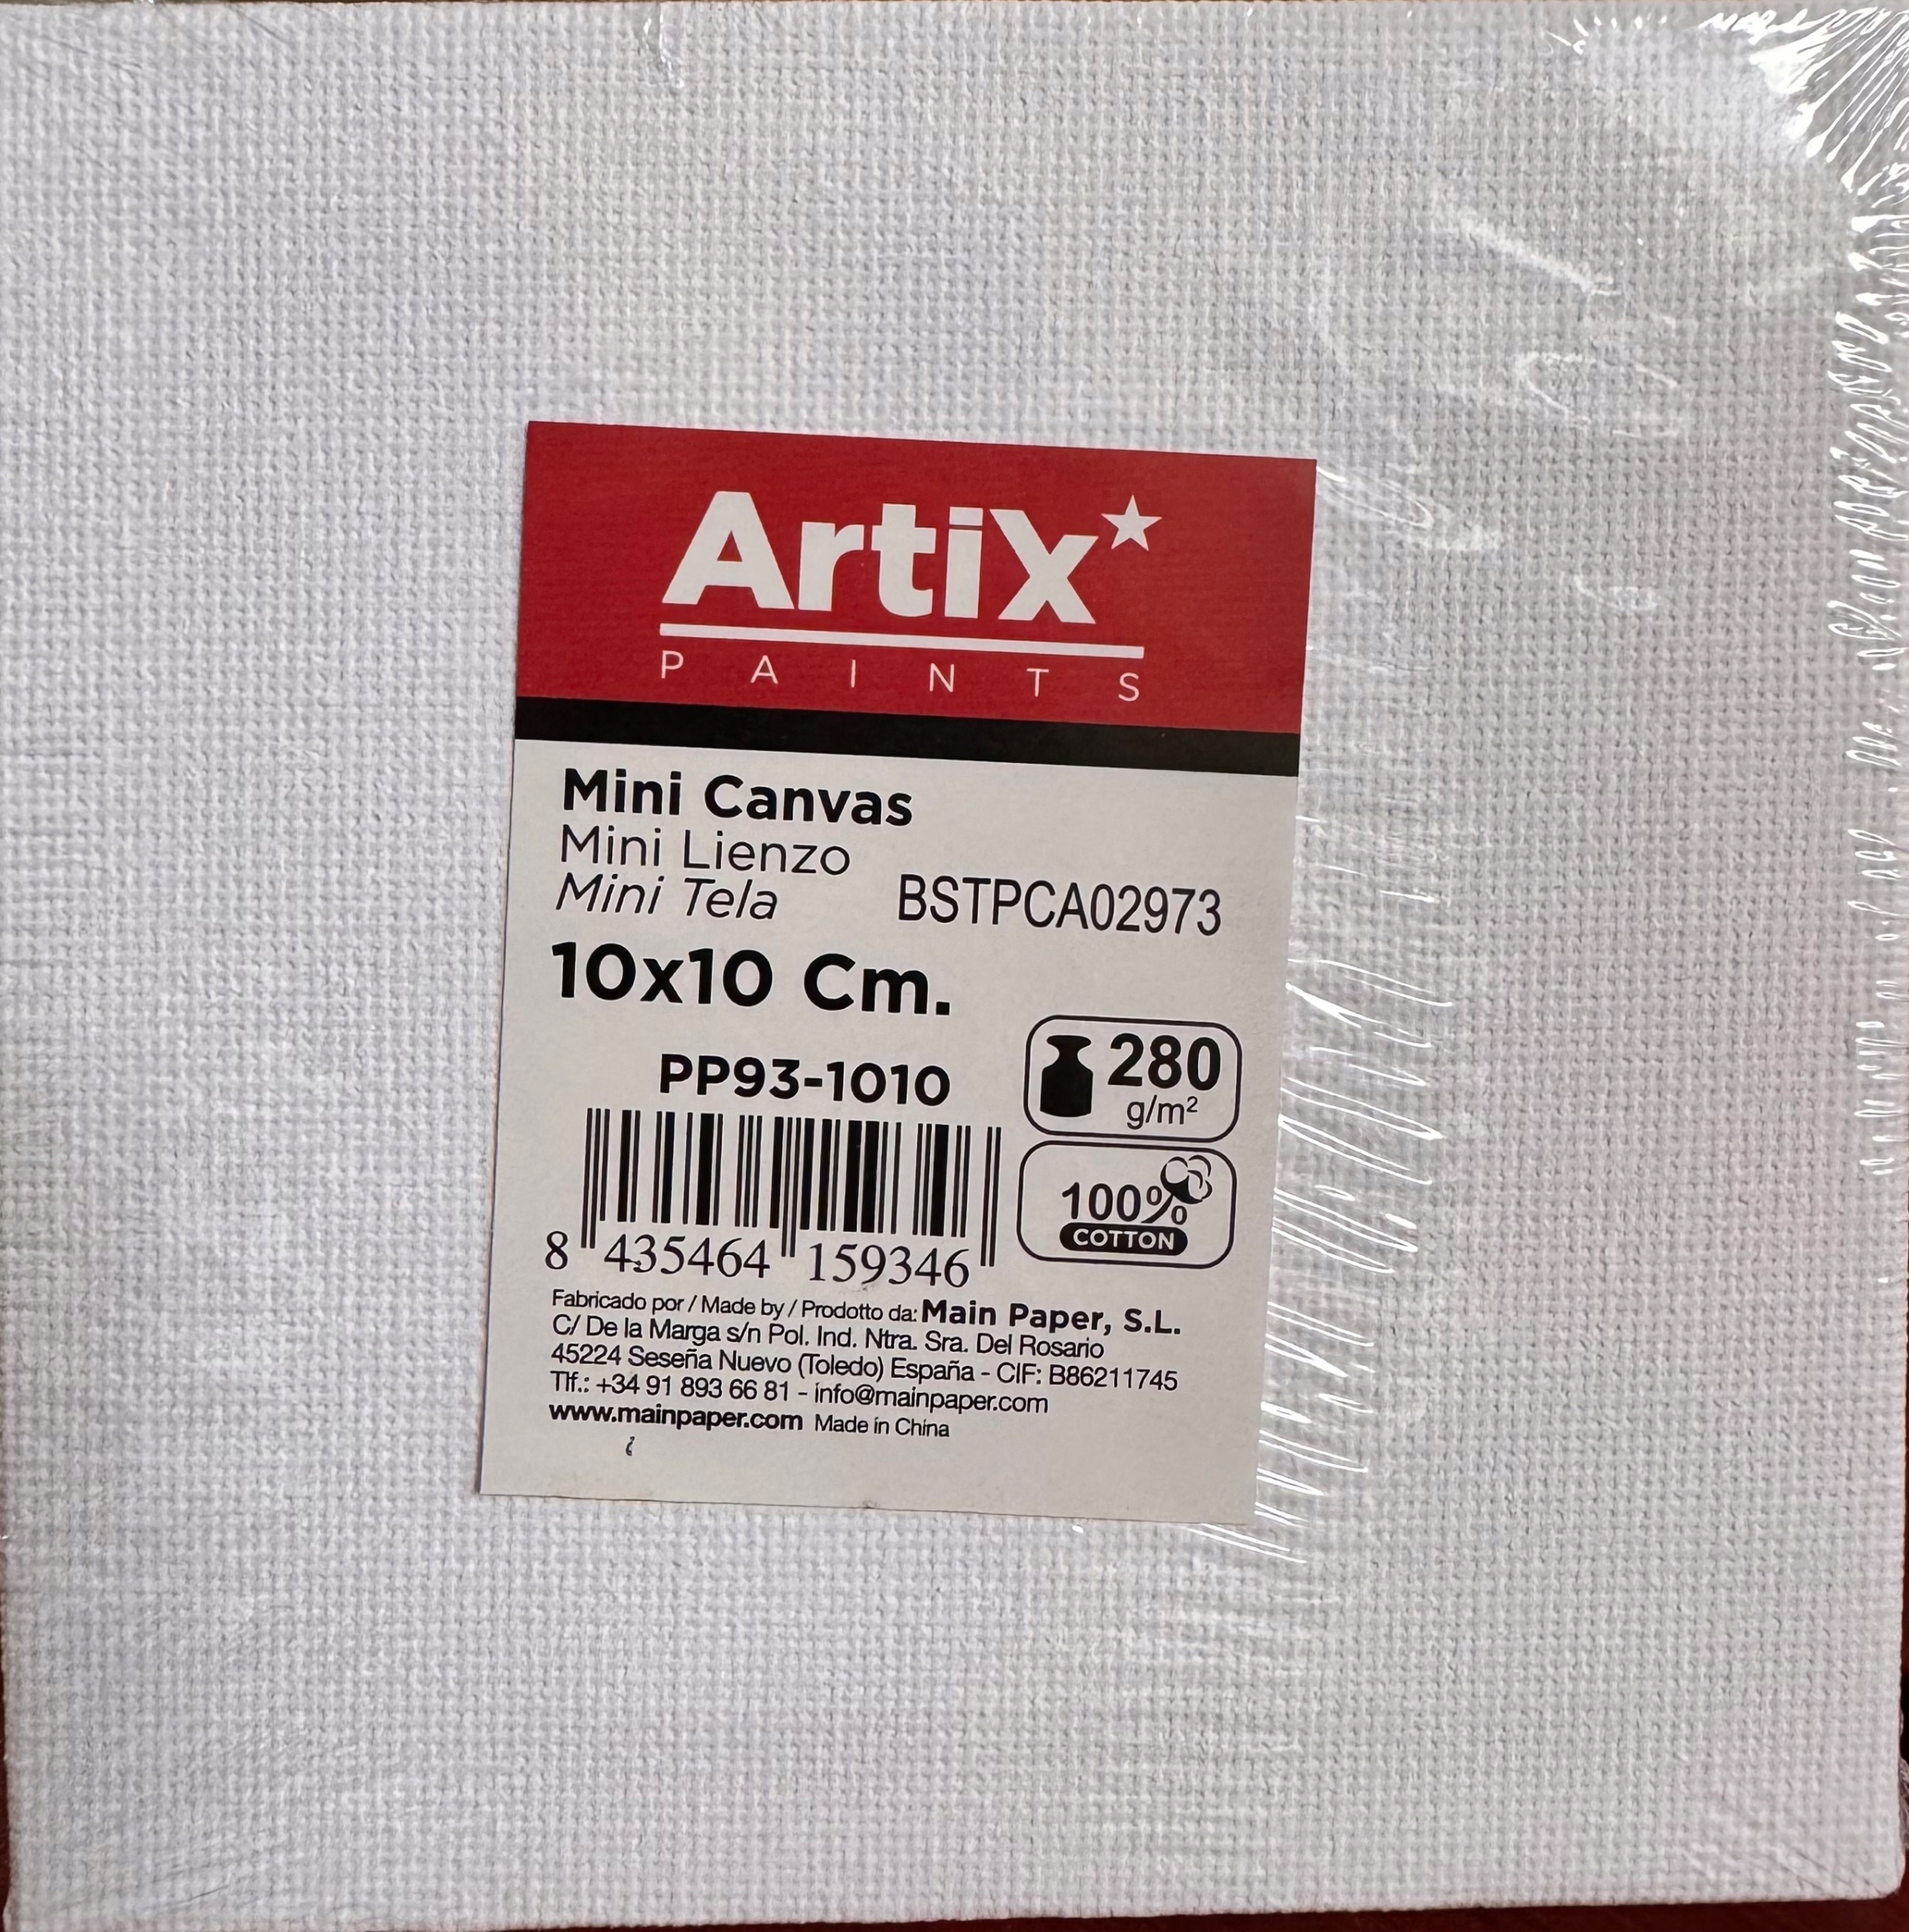 Artix
PAINTS
Mini Canvas
Mini Lienzo
Mini Tela BSTPCA02973
10x10 Cm.
PP93-1010
280
g/m²
100%
COTTON
8 435464 159346
Fabricado por / Made by / Prodotto da: Main Paper, S.L.
C/ De la Marga s/n Pol. Ind. Ntra. Sra. Del Rosario
45224 Seseña Nuevo (Toledo) España - CIF: B86211745
Tlf.: +34 91 893 66 81 - info@mainpaper.com
www.mainpaper.com Made in China